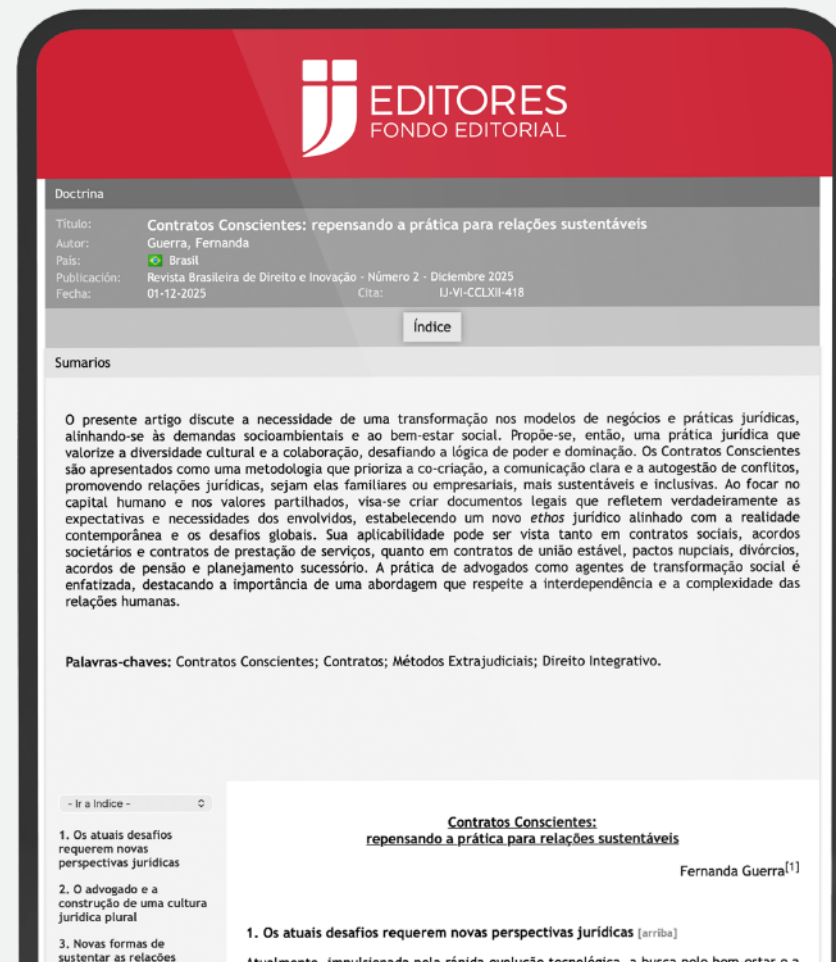 EDITORES
FONDO EDITORIAL
Doctrina
Título: Contratos Conscientes: repensando a prática para relações sustentáveis
Autor: Guerra, Fernanda
País: Brasil
Publicación: Revista Brasileira de Direito e Inovação - Número 2 - Diciembre 2025
Fecha: 01-12-2025 Cita: IJ-VI-CCLXII-418
Índice
Sumarios
O presente artigo discute a necessidade de uma transformação nos modelos de negócios e práticas jurídicas,
alinhando-se às demandas socioambientais e ao bem-estar social. Propõe-se, então, uma prática jurídica que
valorize a diversidade cultural e a colaboração, desafiando a lógica de poder e dominação. Os Contratos Conscientes
são apresentados como uma metodologia que prioriza a co-criação, a comunicação clara e a autogestão de conflitos,
promovendo relações jurídicas, sejam elas familiares ou empresariais, mais sustentáveis e inclusivas. Ao focar no
capital humano e nos valores partilhados, visa-se criar documentos legais que refletem verdadeiramente as
expectativas e necessidades dos envolvidos, estabelecendo um novo ethos jurídico alinhado com a realidade
contemporânea e os desafios globais. Sua aplicabilidade pode ser vista tanto em contratos sociais, acordos
societários e contratos de prestação de serviços, quanto em contratos de união estável, pactos nupciais, divórcios,
acordos de pensão e planejamento sucessório. A prática de advogados como agentes de transformação social é
enfatizada, destacando a importância de uma abordagem que respeite a interdependência e a complexidade das
relações humanas.
Palavras-chaves: Contratos Conscientes; Contratos; Métodos Extrajudiciais; Direito Integrativo.
- Ir a Indice -
1. Os atuais desafios
requerem novas
perspectivas jurídicas
2. O advogado e a
construção de uma cultura
jurídica plural
3. Novas formas de
sustentar as relações
Contratos Conscientes:
repensando a prática para relações sustentáveis
Fernanda Guerra[1]
1. Os atuais desafios requerem novas perspectivas jurídicas [arriba]
Atualmente, impulsionada pela rápida evolução tecnológica, a busca pelo bem-estar e a